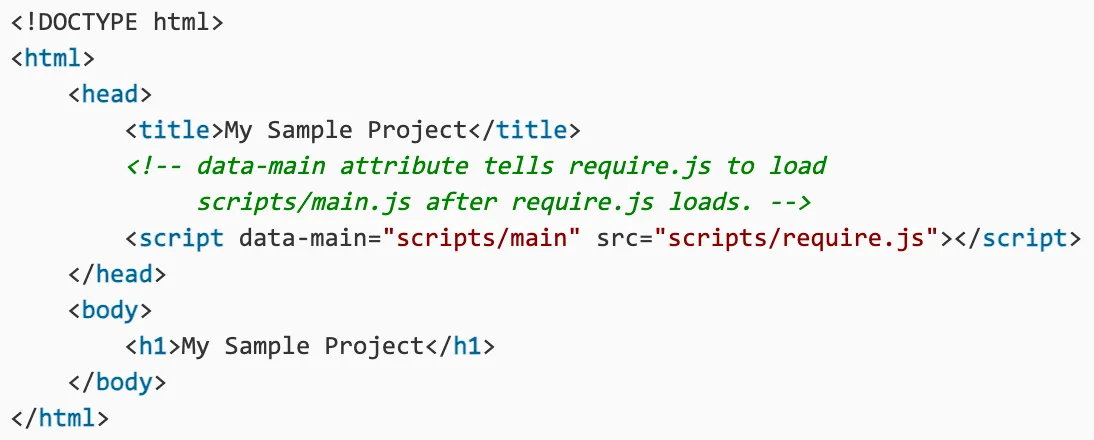 <!DOCTYPE html>
<html>
    <head>
        <title>My Sample Project</title>
        <!-- data-main attribute tells require.js to load
             scripts/main.js after require.js loads. -->
        <script data-main="scripts/main" src="scripts/require.js"></script>
    </head>
    <body>
        <h1>My Sample Project</h1>
    </body>
</html>